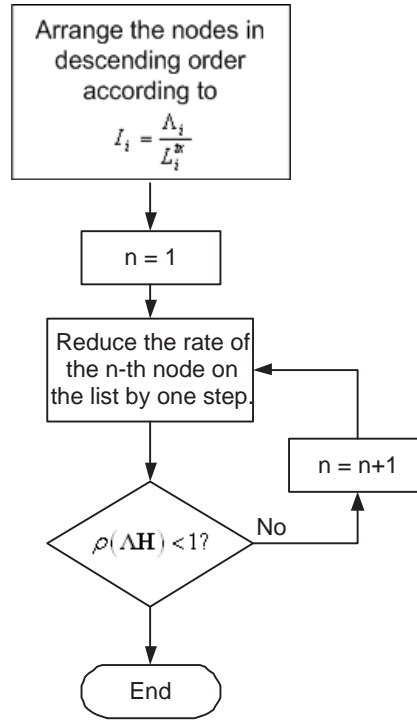 Arrange the nodes in
descending order
according to
I_i = Λ_i / L_i^{tx}
n = 1
Reduce the rate of
the n-th node on
the list by one step.
n = n+1
ρ(ΛH) < 1?
No
End